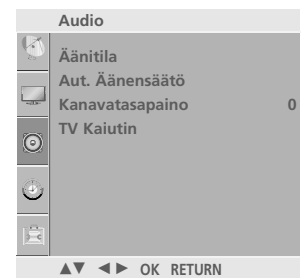 Audio
Äänitila
Aut. Äänensäätö
Kanavatasapaino 0
TV Kaiutin
▲▼ ◄► OK RETURN